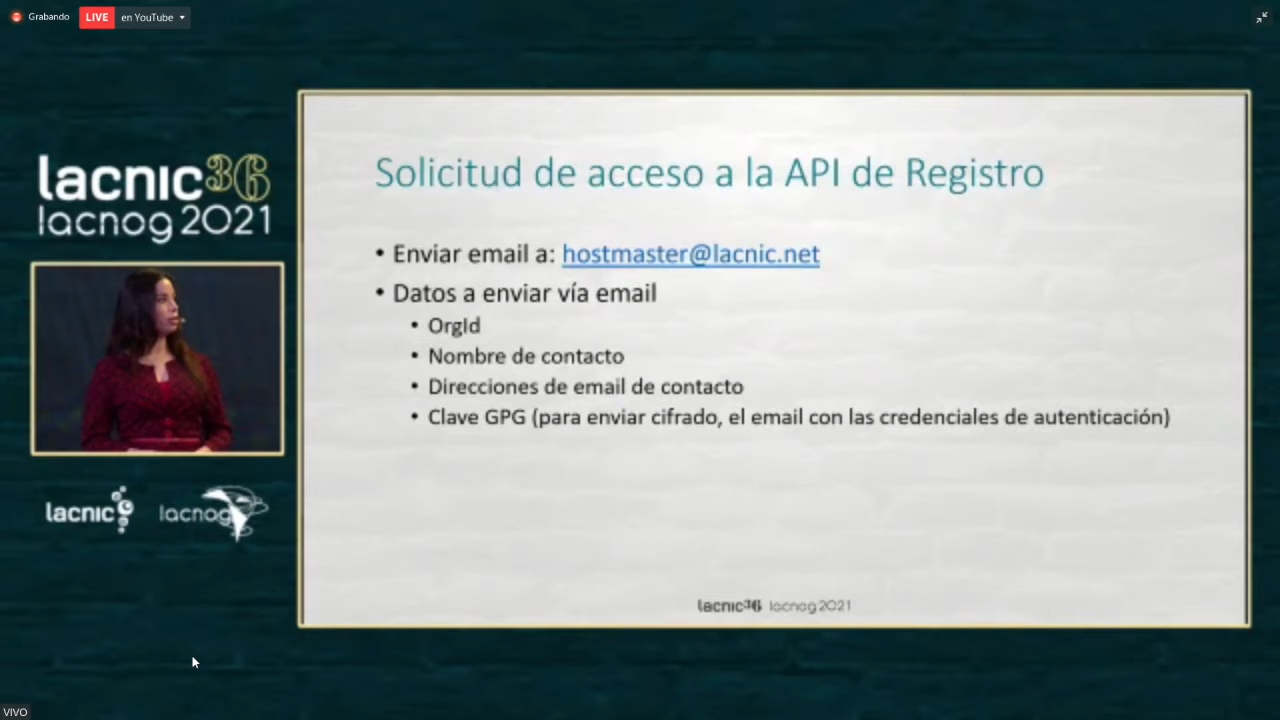 Grabando
LIVE
en YouTube
lacnic36
lacnog 2021
Solicitud de acceso a la API de Registro
• Enviar email a: hostmaster@lacnic.net
• Datos a enviar vía email
• OrgId
• Nombre de contacto
• Direcciones de email de contacto
• Clave GPG (para enviar cifrado, el email con las credenciales de autenticación)
lacnic
lacnog
lacnic36 lacnog 2021
VIVO